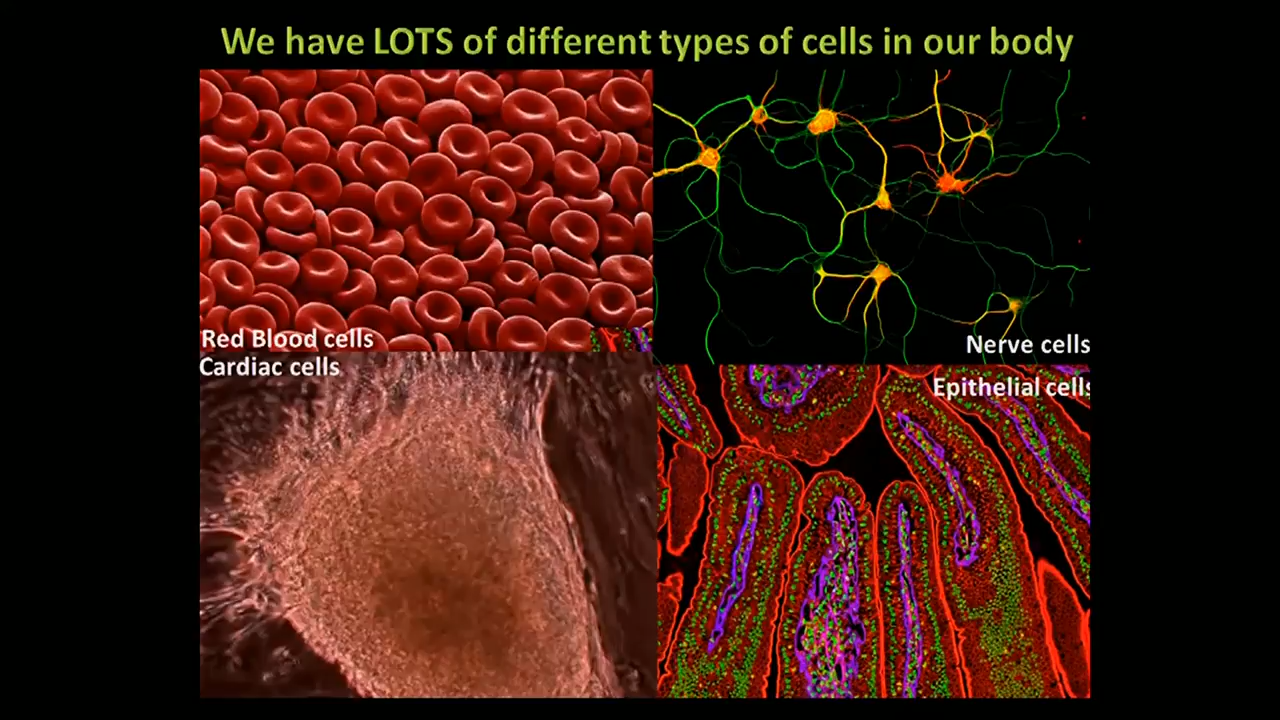 We have LOTS of different types of cells in our body
Red Blood cells
Nerve cells
Cardiac cells
Epithelial cells